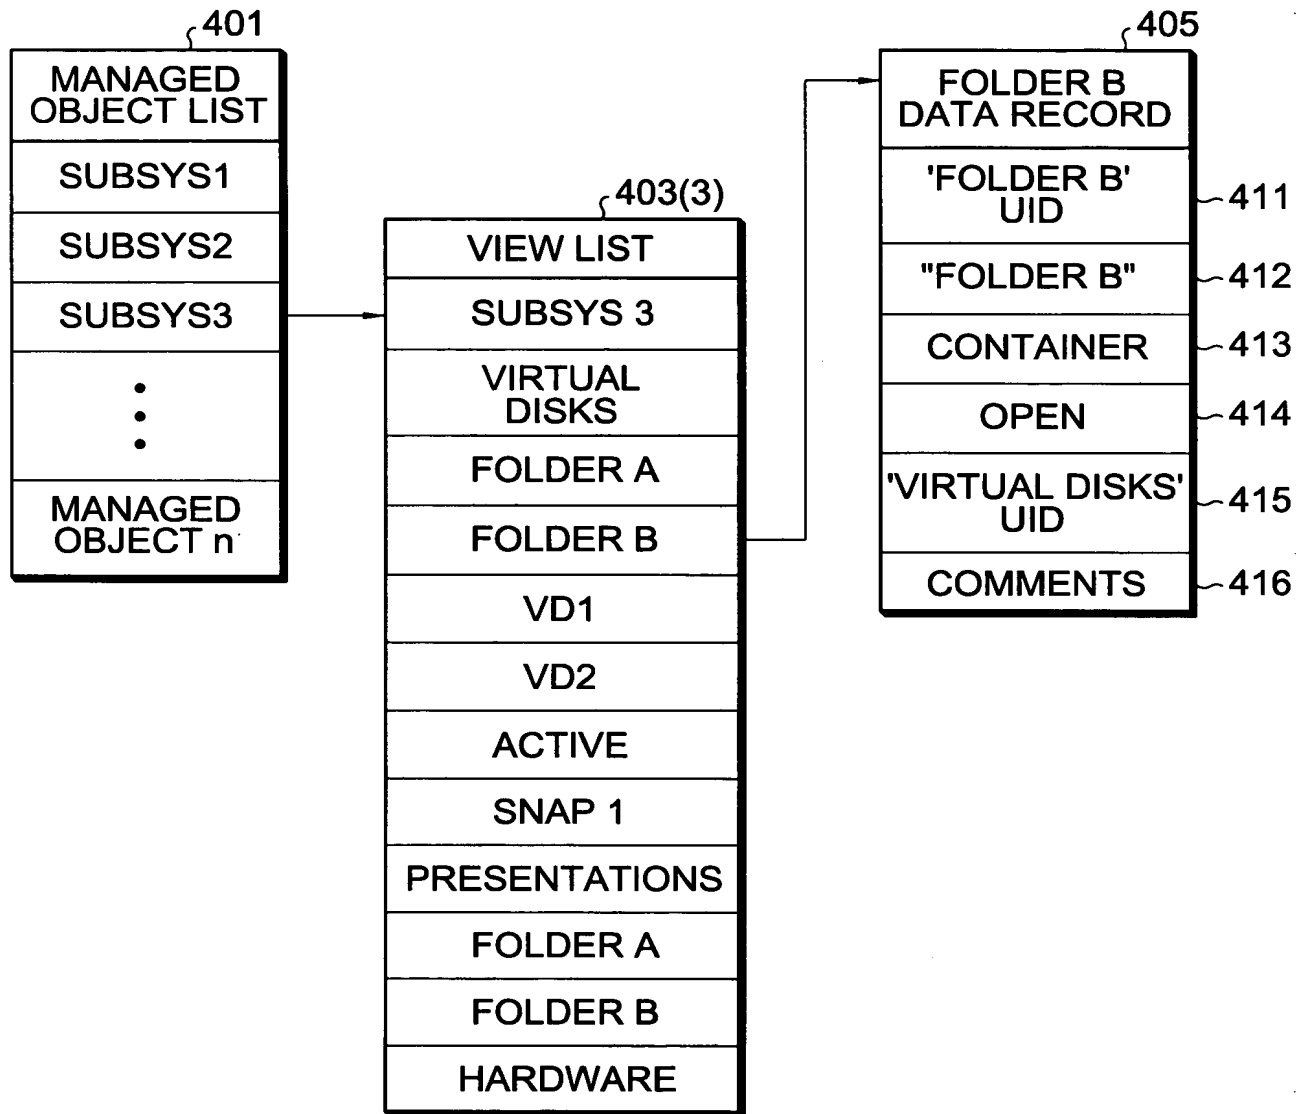 401
MANAGED
OBJECT LIST
SUBSYS1
SUBSYS2
SUBSYS3
MANAGED
OBJECT n
403(3)
VIEW LIST
SUBSYS 3
VIRTUAL
DISKS
FOLDER A
FOLDER B
VD1
VD2
ACTIVE
SNAP 1
PRESENTATIONS
FOLDER A
FOLDER B
HARDWARE
405
FOLDER B
DATA RECORD
'FOLDER B'
UID
411
"FOLDER B"
412
CONTAINER
413
OPEN
414
'VIRTUAL DISKS'
UID
415
COMMENTS
416